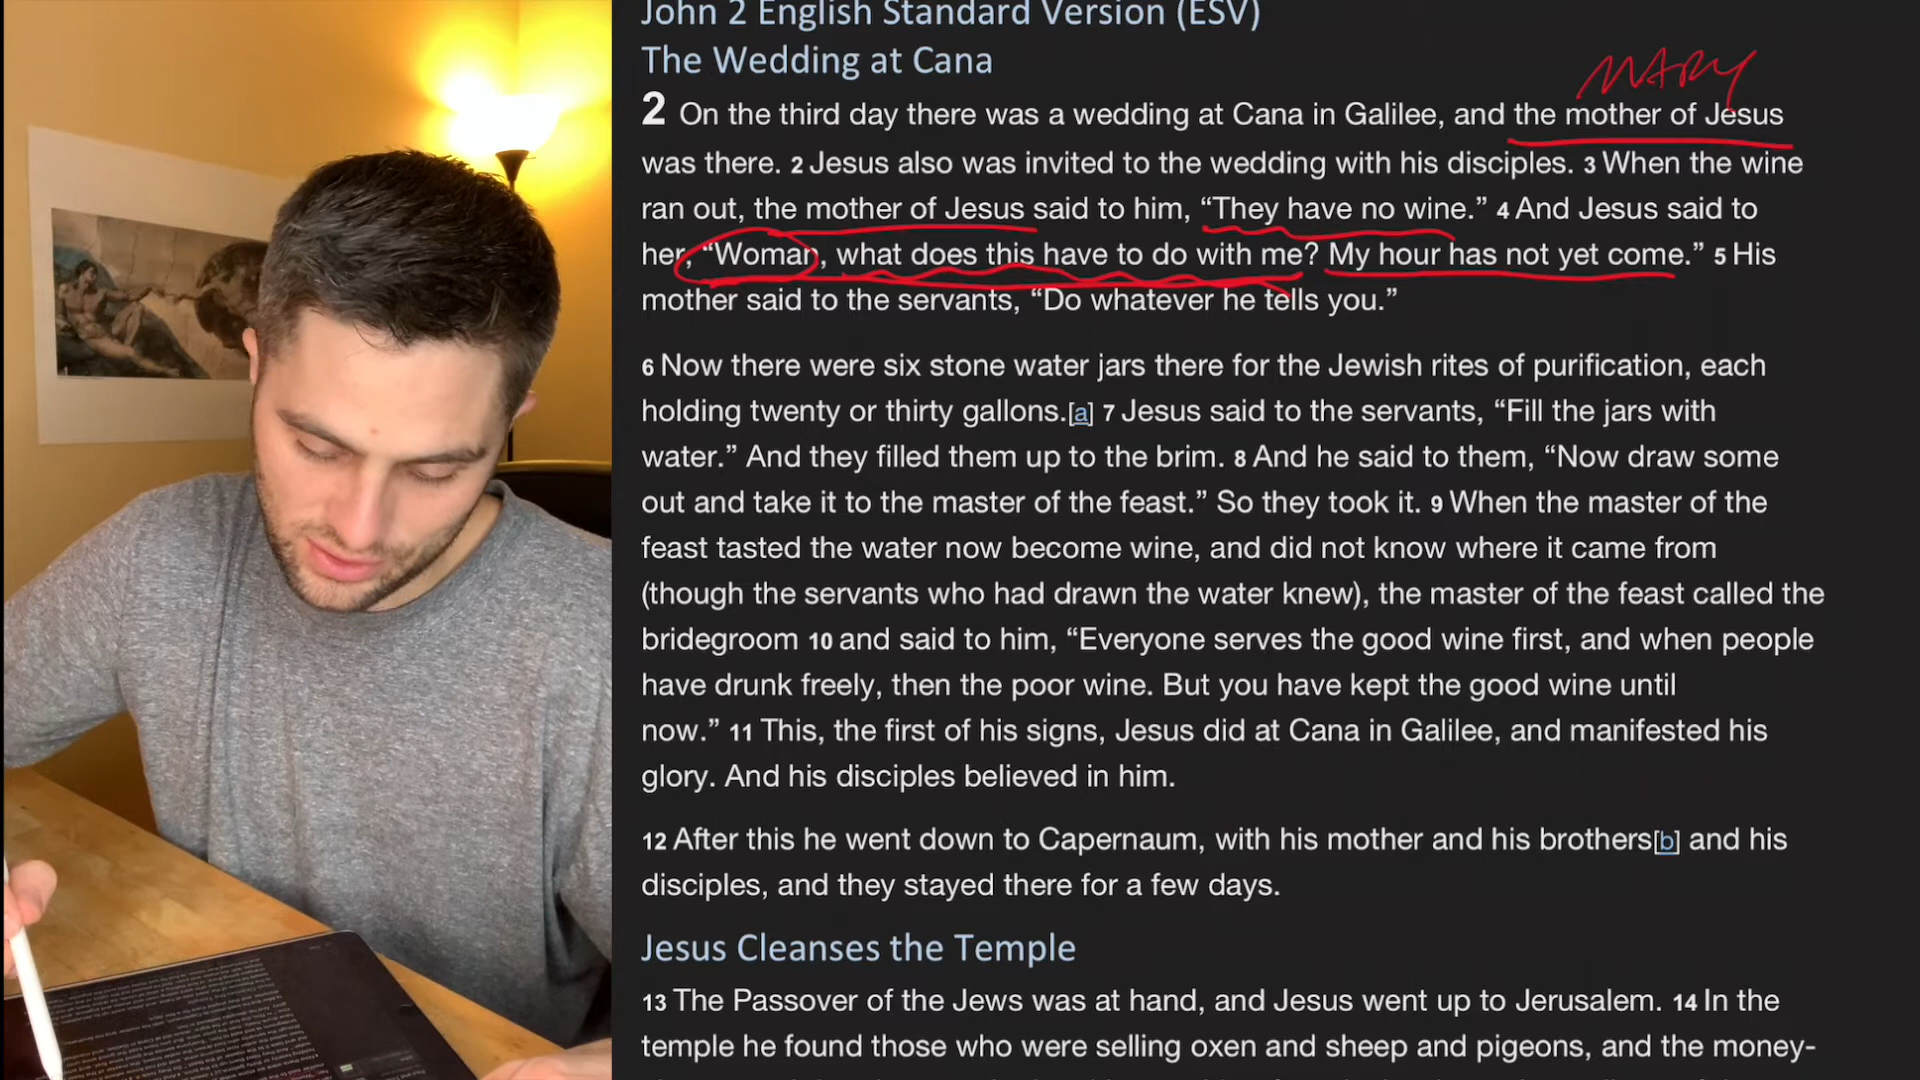 John 2 English Standard Version (ESV)
The Wedding at Cana
MARY
2 On the third day there was a wedding at Cana in Galilee, and the mother of Jesus
was there. 2 Jesus also was invited to the wedding with his disciples. 3 When the wine
ran out, the mother of Jesus said to him, “They have no wine.” 4 And Jesus said to
her, “Woman, what does this have to do with me? My hour has not yet come.” 5 His
mother said to the servants, “Do whatever he tells you.”
6 Now there were six stone water jars there for the Jewish rites of purification, each
holding twenty or thirty gallons.[a] 7 Jesus said to the servants, “Fill the jars with
water.” And they filled them up to the brim. 8 And he said to them, “Now draw some
out and take it to the master of the feast.” So they took it. 9 When the master of the
feast tasted the water now become wine, and did not know where it came from
(though the servants who had drawn the water knew), the master of the feast called the
bridegroom 10 and said to him, “Everyone serves the good wine first, and when people
have drunk freely, then the poor wine. But you have kept the good wine until
now.” 11 This, the first of his signs, Jesus did at Cana in Galilee, and manifested his
glory. And his disciples believed in him.
12 After this he went down to Capernaum, with his mother and his brothers[b] and his
disciples, and they stayed there for a few days.
Jesus Cleanses the Temple
13 The Passover of the Jews was at hand, and Jesus went up to Jerusalem. 14 In the
temple he found those who were selling oxen and sheep and pigeons, and the money-